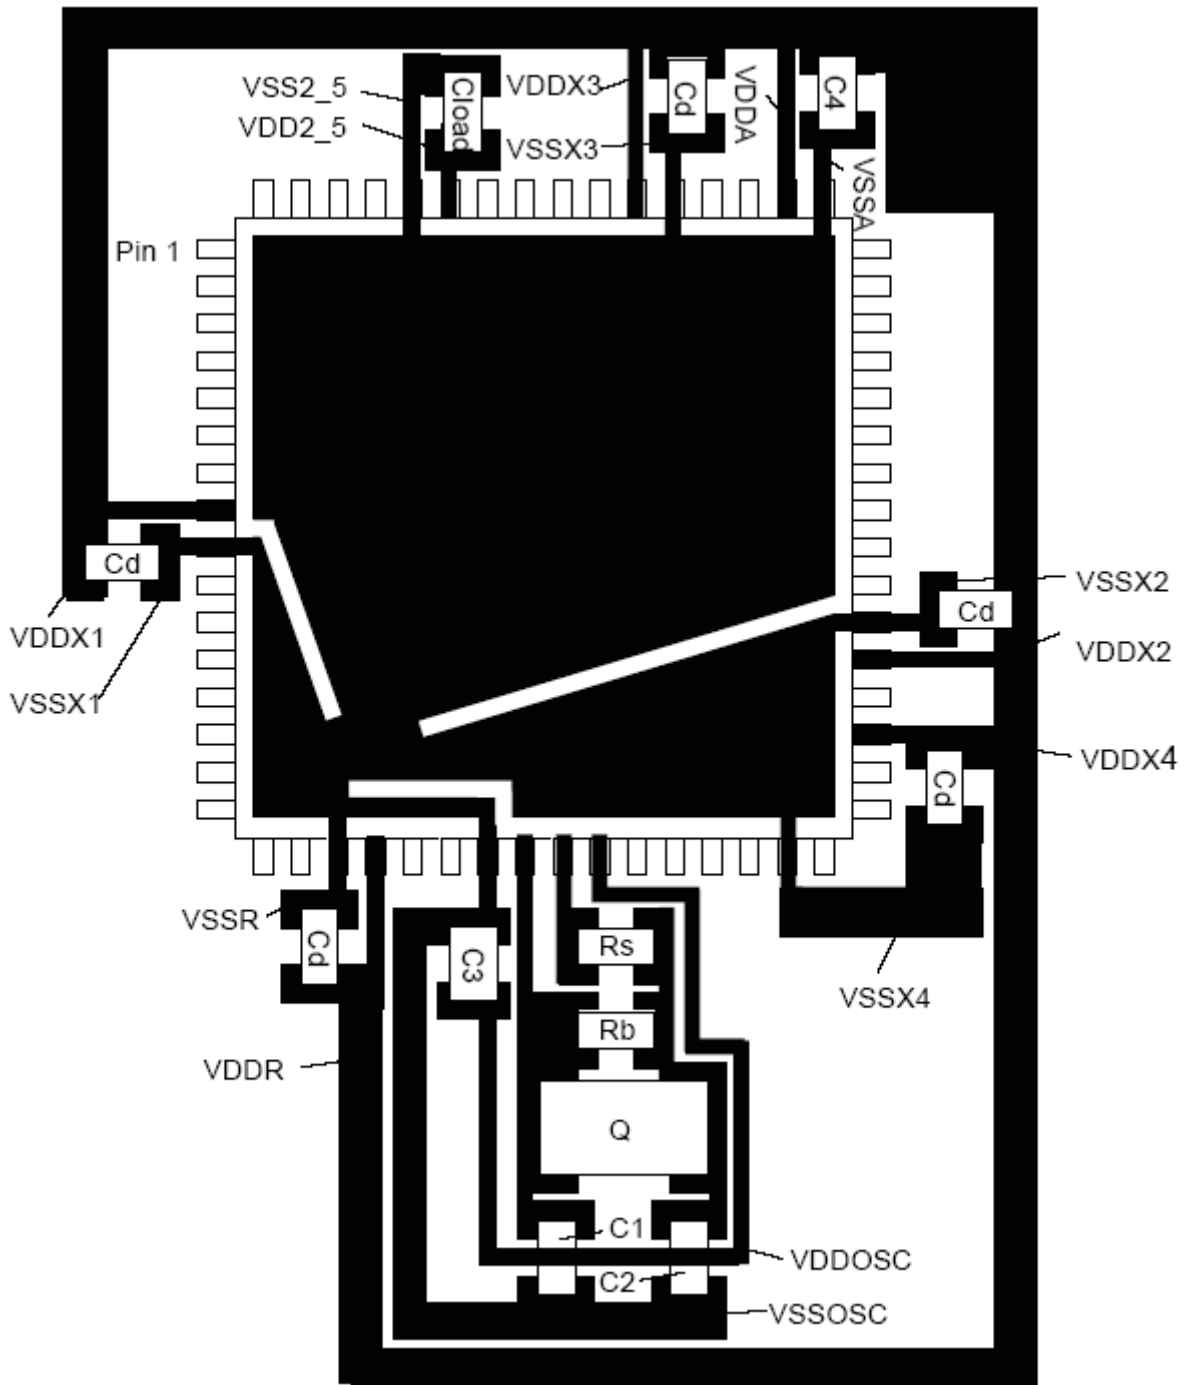 VSS2_5
VDD2_5
Cload
VDDX3
VSSX3
Cd
VDDA
C4
VSSA
Pin 1
Cd
VDDX1
VSSX1
VSSX2
Cd
VDDX2
VDDX4
Cd
VSSR
Cd
C3
Rs
VSSX4
Rb
VDDR
Q
C1
VDDOSC
C2
VSSOSC